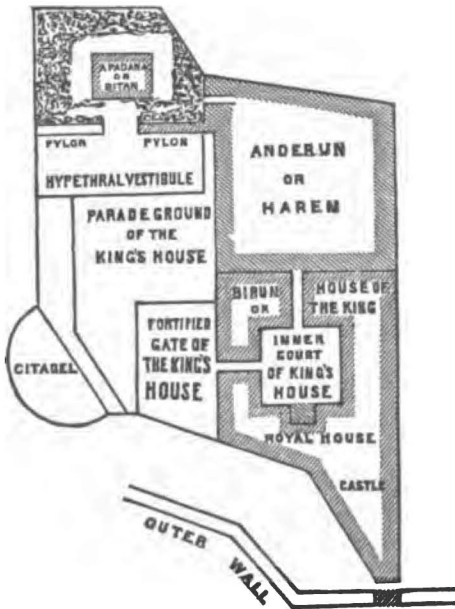 APADANA
OR
BITAN
PYLON PYLON
HYPETHRAL VESTIBULE
ANDERUN
OR
HAREM
PARADE GROUND
OF THE
KING'S HOUSE
BIRUN
OR
HOUSE OF
THE KING
FORTIFIED
GATE OF
THE KING'S
HOUSE
INNER
COURT
OF KING'S
HOUSE
CITADEL
ROYAL HOUSE
CASTLE
OUTER
WALL